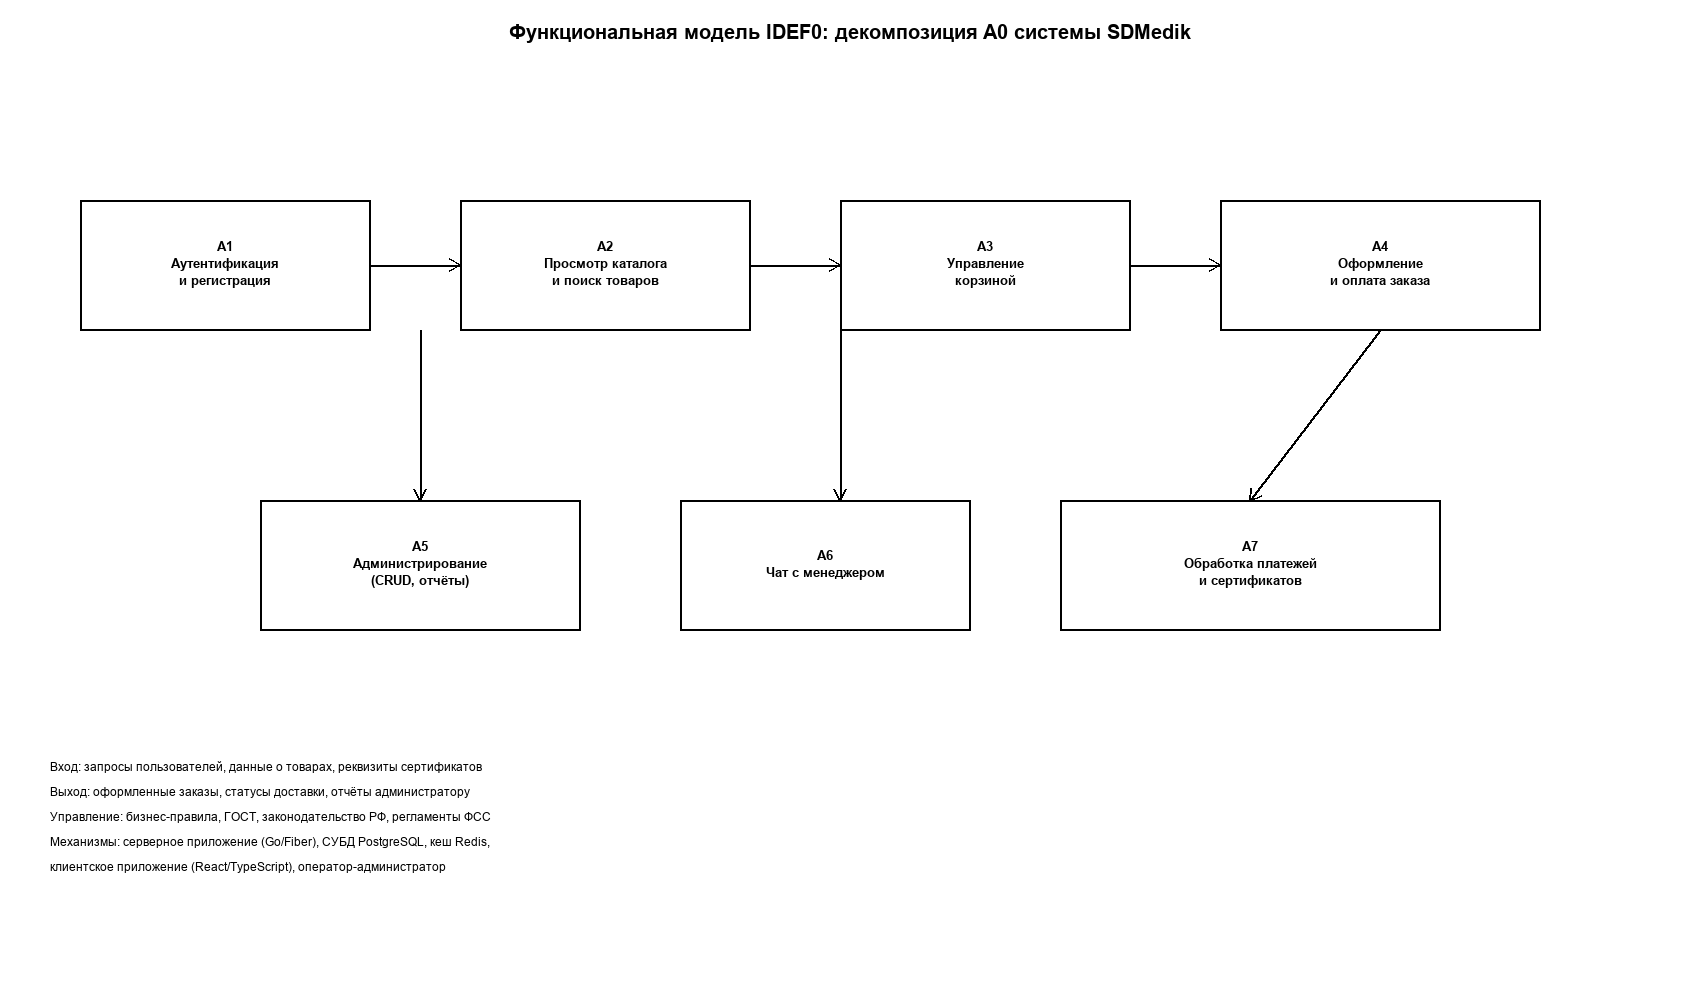 Функциональная модель IDEF0: декомпозиция A0 системы SDMedik
A1
Аутентификация
и регистрация
A2
Просмотр каталога
и поиск товаров
A3
Управление
корзиной
A4
Оформление
и оплата заказа
A5
Администрирование
(CRUD, отчёты)
A6
Чат с менеджером
A7
Обработка платежей
и сертификатов
Вход: запросы пользователей, данные о товарах, реквизиты сертификатов
Выход: оформленные заказы, статусы доставки, отчёты администратору
Управление: бизнес-правила, ГОСТ, законодательство РФ, регламенты ФСС
Механизмы: серверное приложение (Go/Fiber), СУБД PostgreSQL, кеш Redis,
клиентское приложение (React/TypeScript), оператор-администратор